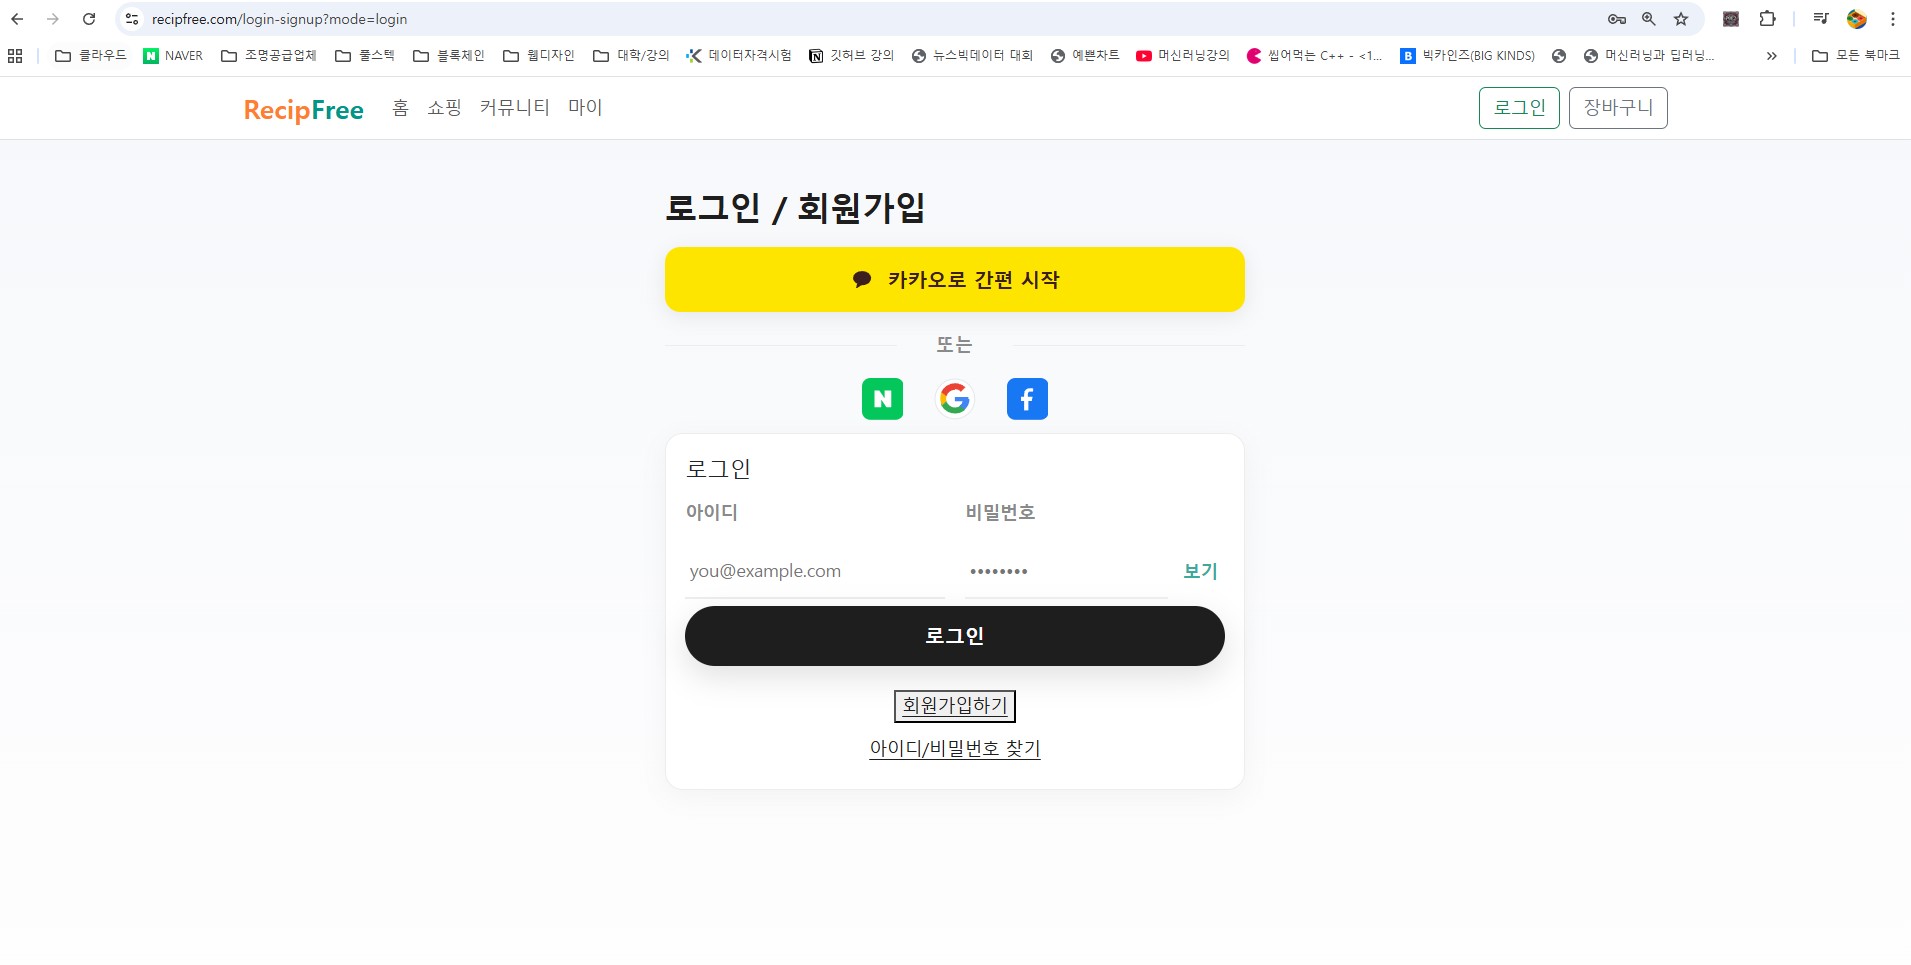 recipfree.com/login-signup?mode=login
클라우드 NAVER 조명공급업체 풀스텍 블록체인 웹디자인 대학/강의 데이터자격시험 깃허브 강의 뉴스빅데이터 대회 예쁜차트 머신러닝강의 씹어먹는 C++ - <1... 빅카인즈(BIG KINDS) 머신러닝과 딥러닝... » 모든 북마크
RecipFree 홈 쇼핑 커뮤니티 마이 로그인 장바구니
로그인 / 회원가입
카카오로 간편 시작
또는
로그인
아이디 비밀번호
you@example.com •••••••• 보기
로그인
회원가입하기
아이디/비밀번호 찾기